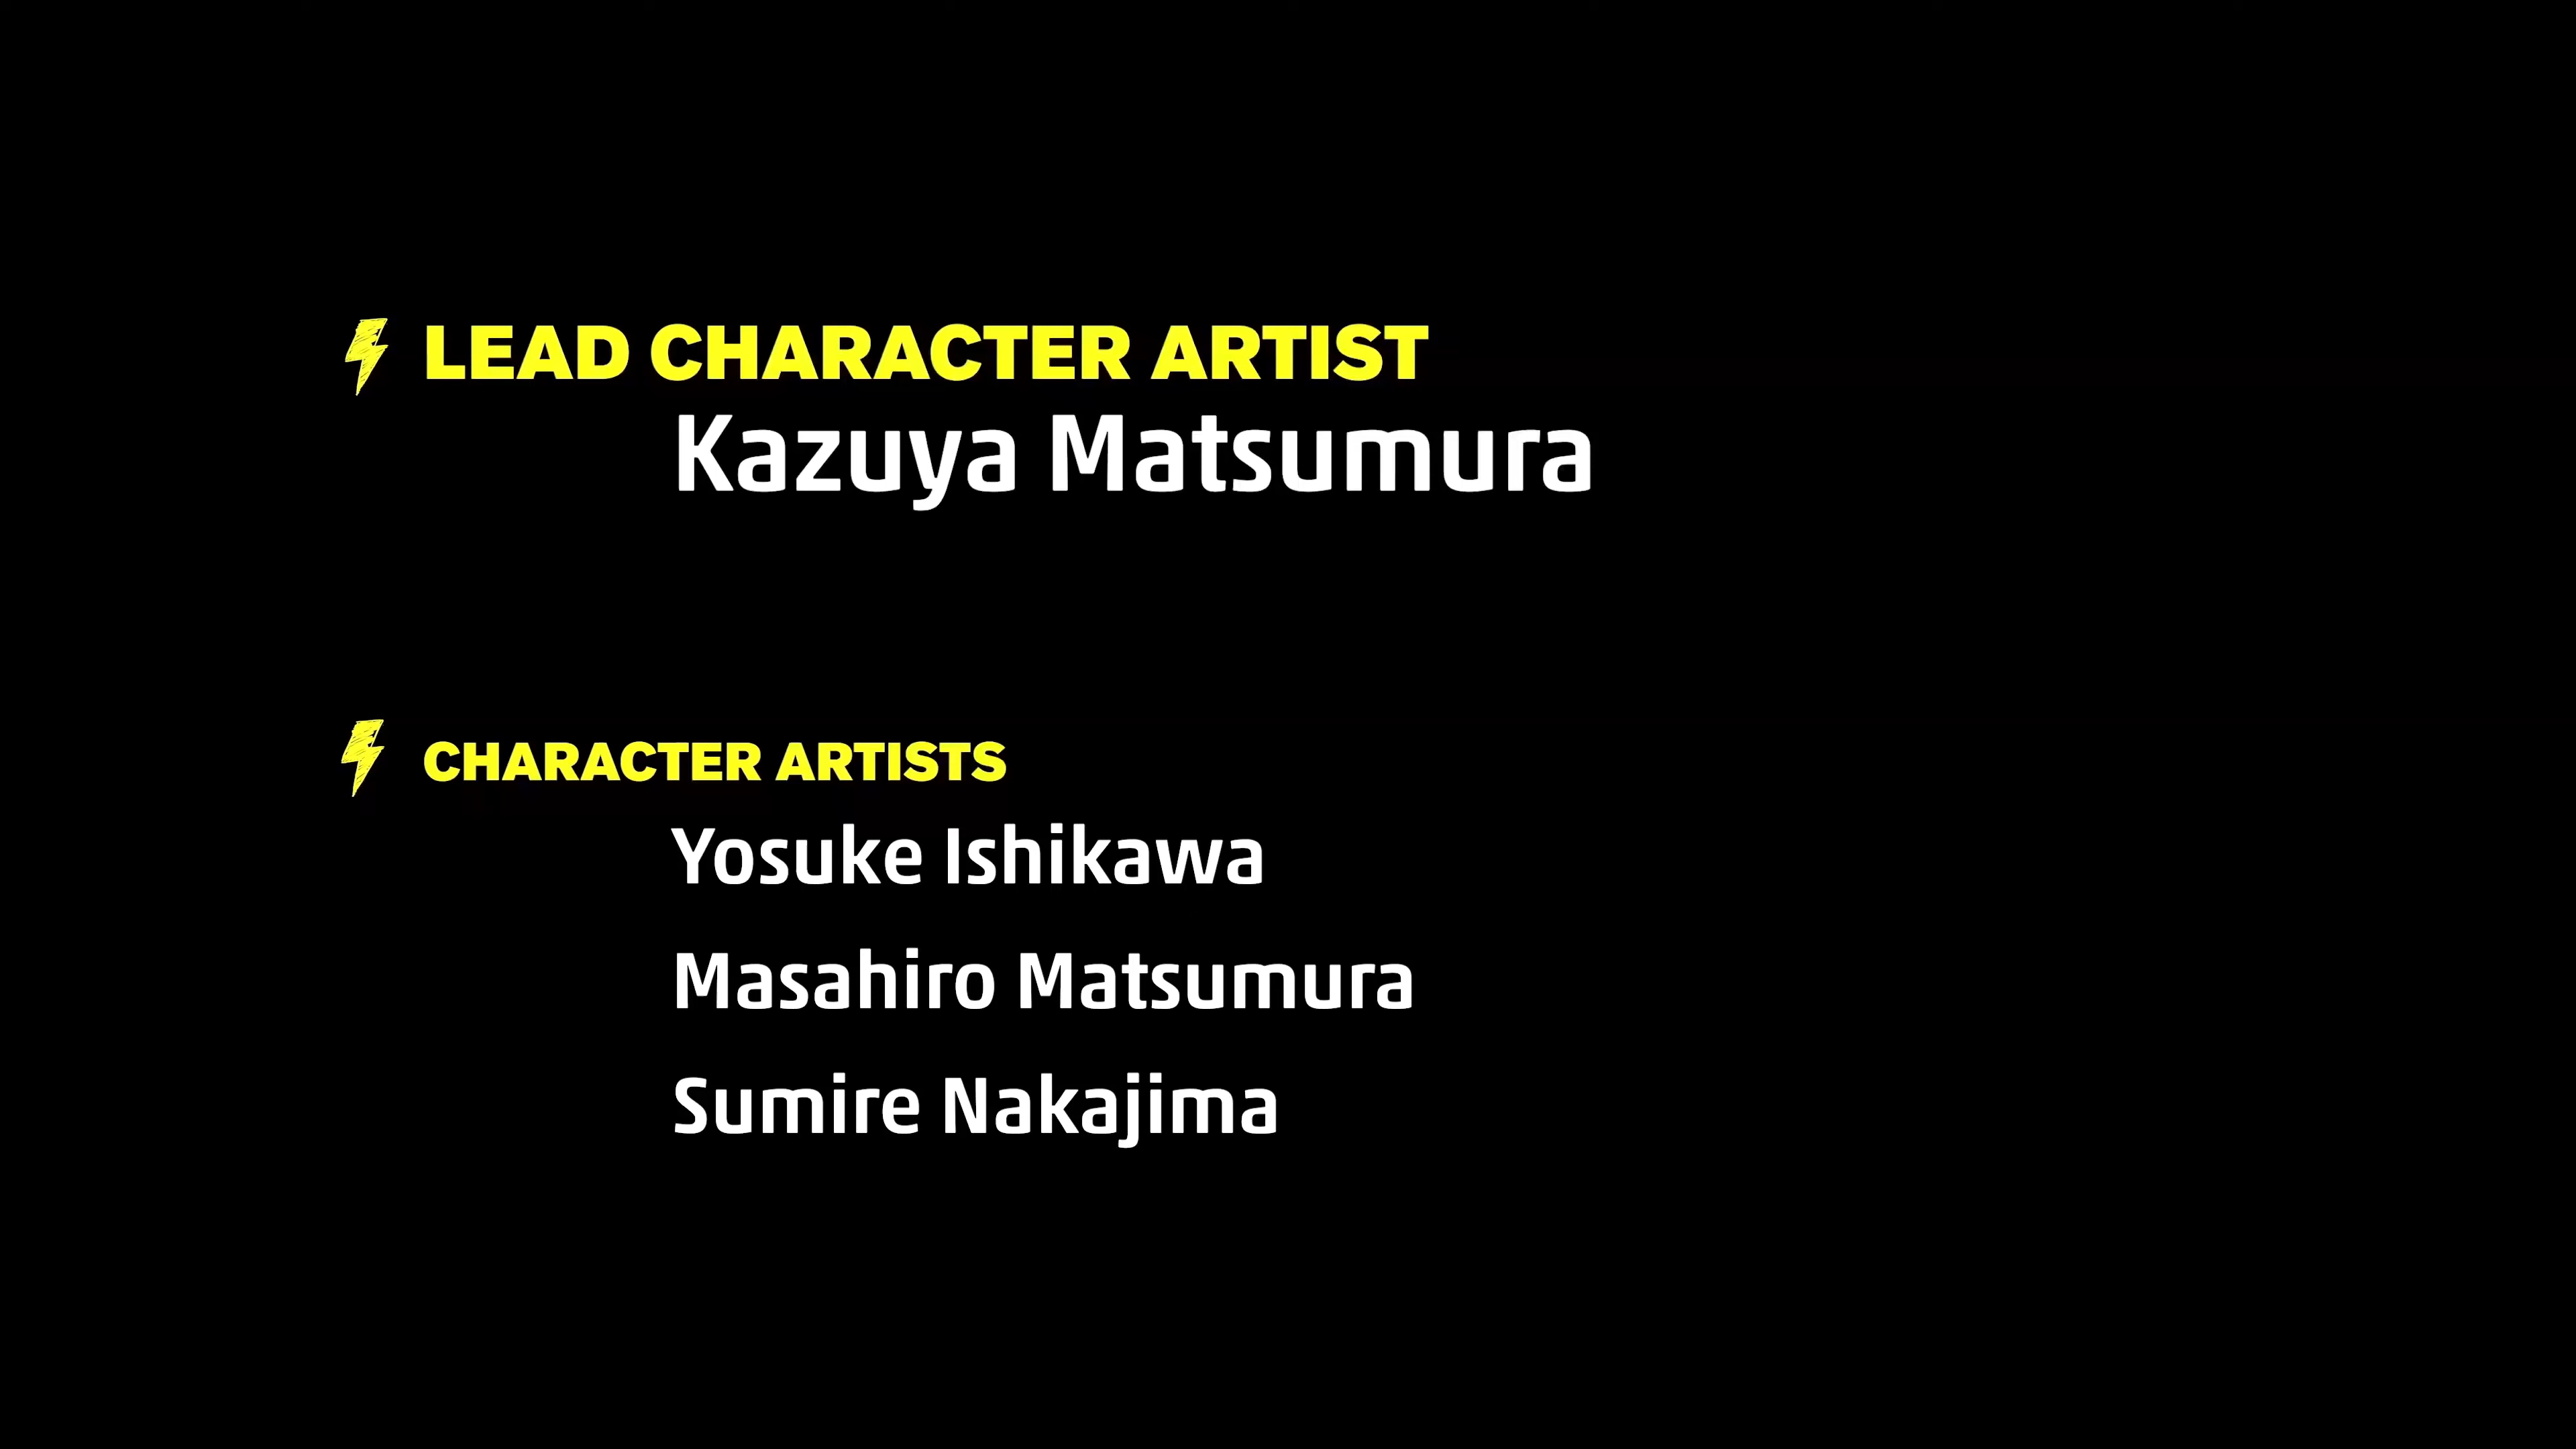 LEAD CHARACTER ARTIST
Kazuya Matsumura
CHARACTER ARTISTS
Yosuke Ishikawa
Masahiro Matsumura
Sumire Nakajima